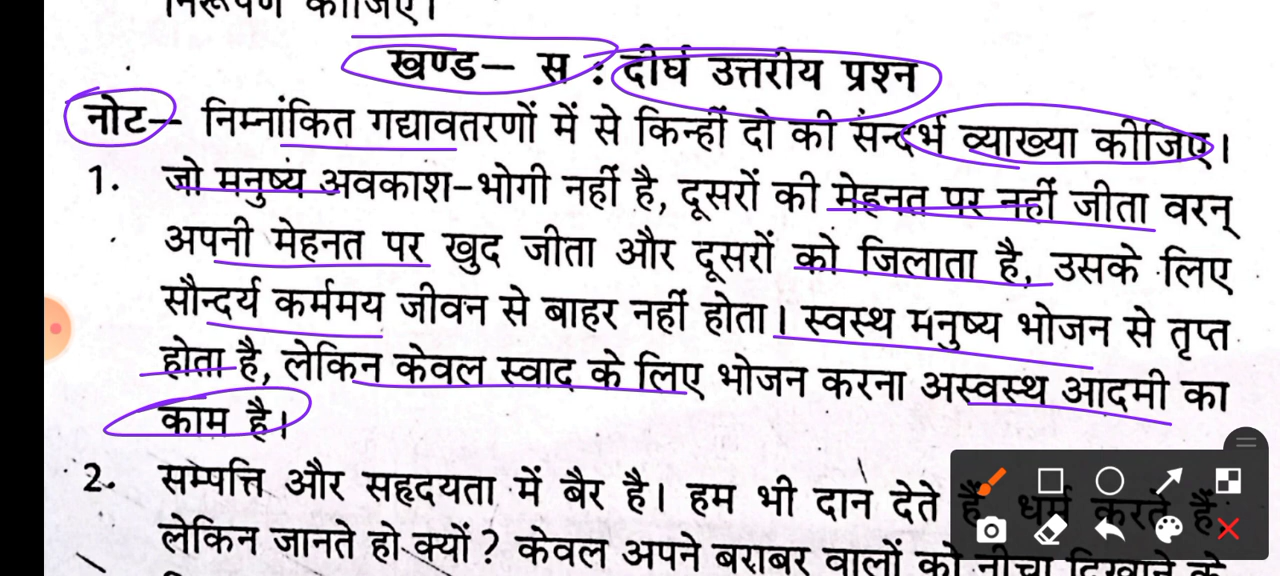 निरूपण कीजिए।
खण्ड– स : दीर्घ उत्तरीय प्रश्न
नोट– निम्नांकित गद्यावतरणों में से किन्हीं दो की सन्दर्भ व्याख्या कीजिए।
1. जो मनुष्य अवकाश-भोगी नहीं है, दूसरों की मेहनत पर नहीं जीता वरन्
अपनी मेहनत पर खुद जीता और दूसरों को जिलाता है, उसके लिए
सौन्दर्य कर्ममय जीवन से बाहर नहीं होता। स्वस्थ मनुष्य भोजन से तृप्त
होता है, लेकिन केवल स्वाद के लिए भोजन करना अस्वस्थ आदमी का
काम है।
2. सम्पत्ति और सहृदयता में बैर है। हम भी दान देते हैं, धर्म करते हैं,
लेकिन जानते हो क्यों ? केवल अपने बराबर वालों को नीचा दिखाने के